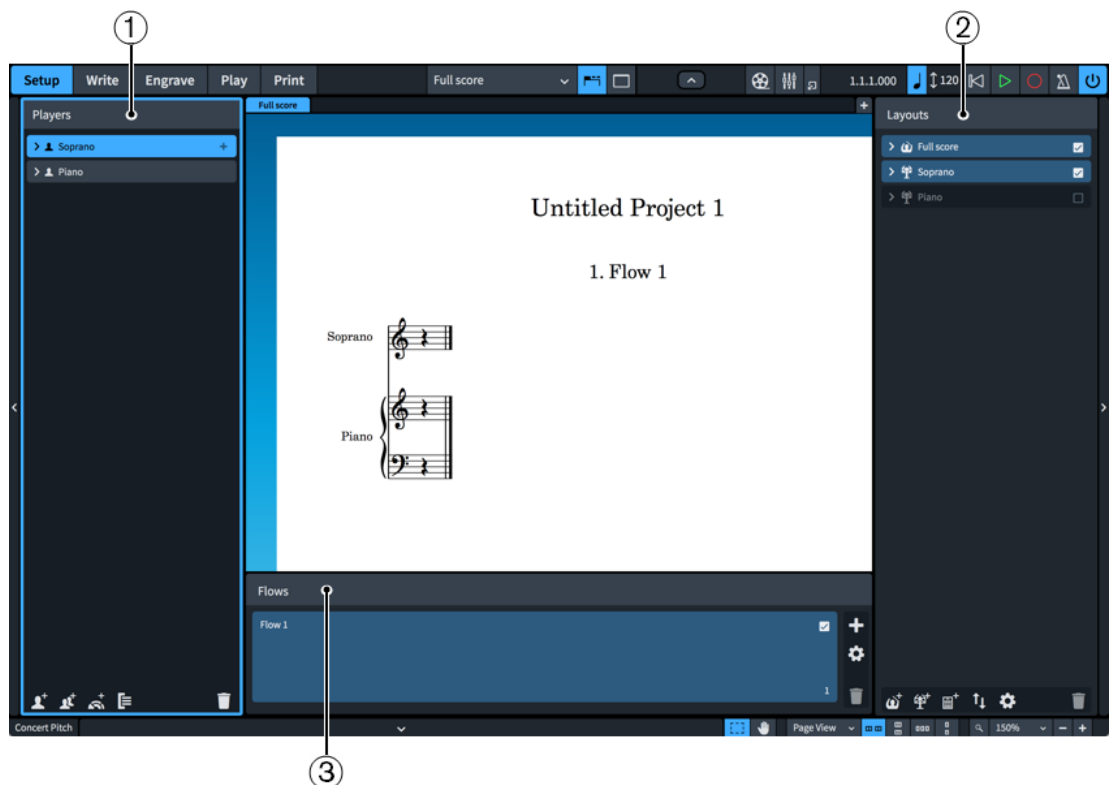 ① ②
Setup Write Engrave Play Print Full score 1.1.1.000 120
Players Full score Layouts
Soprano
Piano
Full score
Soprano
Piano
Untitled Project 1
1. Flow 1
Soprano
Piano
Flows
Flow 1
1
Concert Pitch Page View 150%
③